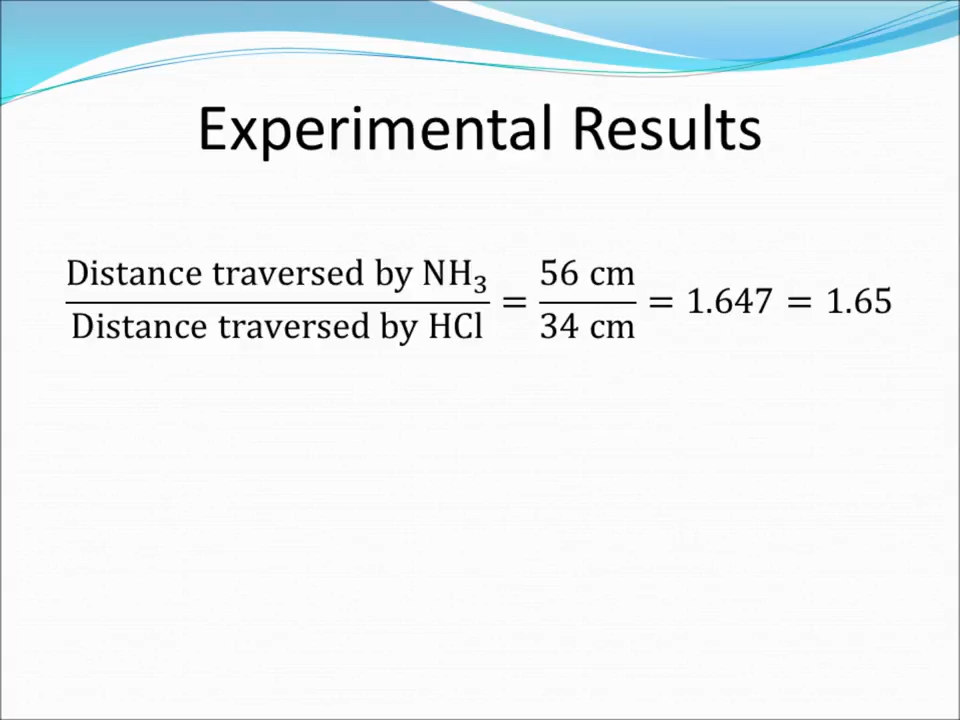 Experimental Results
Distance traversed by NH₃ / Distance traversed by HCl = 56 cm / 34 cm = 1.647 = 1.65